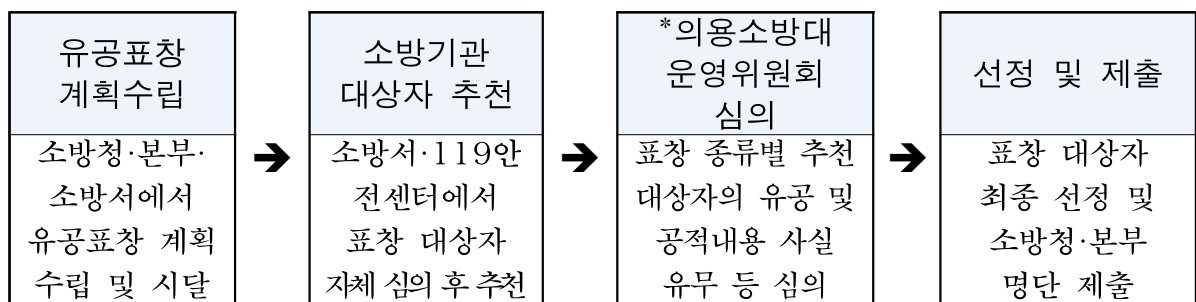 유공표창
계획수립
소방청·본부·
소방서에서
유공표창 계획
수립 및 시달
➔
소방기관
대상자 추천
소방서·119안
전센터에서
표창 대상자
자체 심의 후 추천
➔
*의용소방대
운영위원회
심의
표창 종류별 추천
대상자의 유공 및
공적내용 사실
유무 등 심의
➔
선정 및 제출
표창 대상자
최종 선정 및
소방청·본부
명단 제출